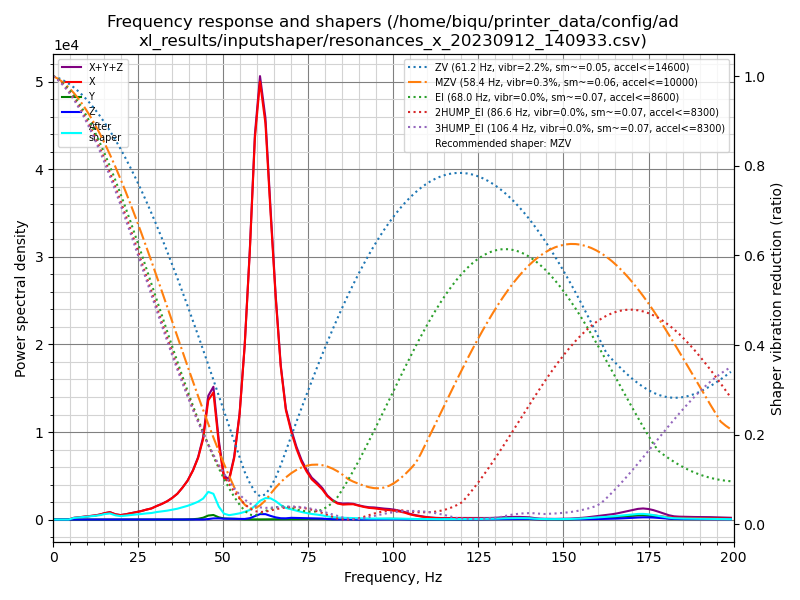 Frequency response and shapers (/home/biqu/printer_data/config/ad
xl_results/inputshaper/resonances_x_20230912_140933.csv)
1e4
X+Y+Z
X
Y
Z
After
shaper
ZV (61.2 Hz, vibr=2.2%, sm~=0.05, accel<=14600)
MZV (58.4 Hz, vibr=0.3%, sm~=0.06, accel<=10000)
EI (68.0 Hz, vibr=0.0%, sm~=0.07, accel<=8600)
2HUMP_EI (86.6 Hz, vibr=0.0%, sm~=0.07, accel<=8300)
3HUMP_EI (106.4 Hz, vibr=0.0%, sm~=0.07, accel<=8300)
Recommended shaper: MZV
Power spectral density
5
4
3
2
1
0
1.0
0.8
0.6
0.4
0.2
0.0
Shaper vibration reduction (ratio)
0 25 50 75 100 125 150 175 200
Frequency, Hz